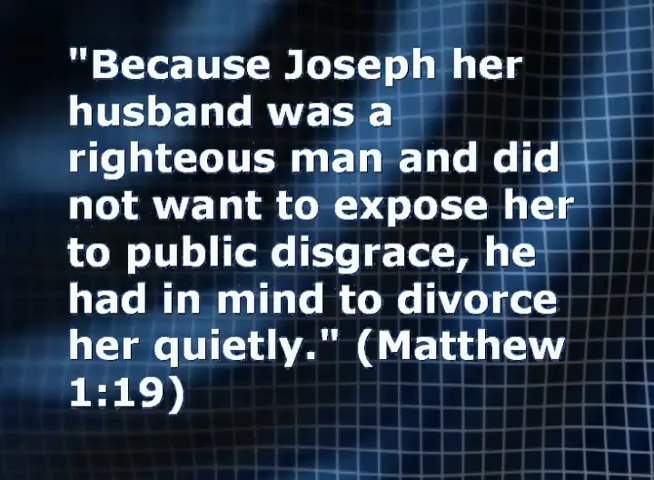 "Because Joseph her
husband was a
righteous man and did
not want to expose her
to public disgrace, he
had in mind to divorce
her quietly." (Matthew
1:19)